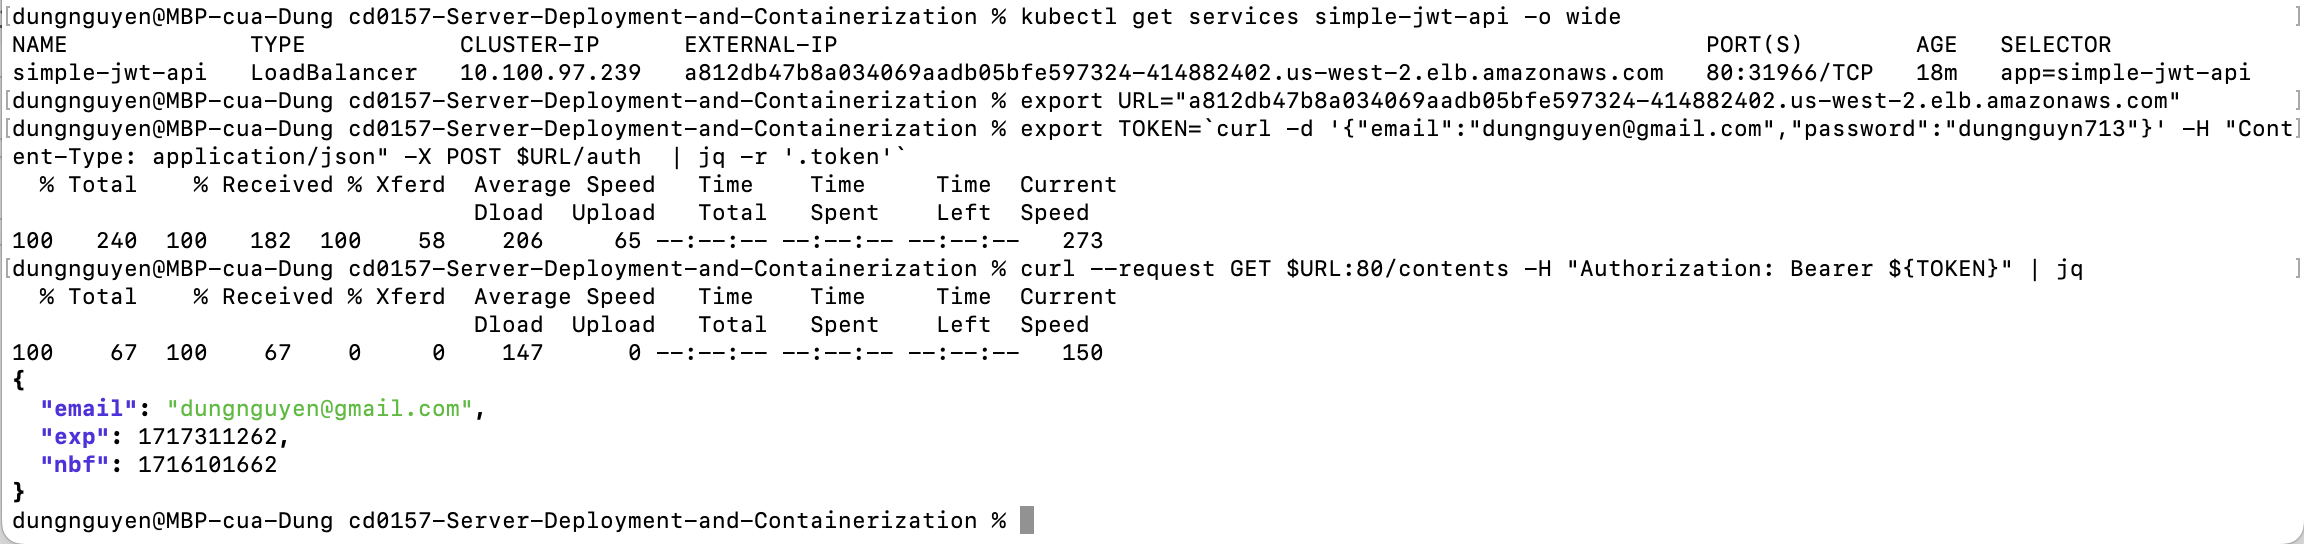 [dungnguyen@MBP-cua-Dung cd0157-Server-Deployment-and-Containerization % kubectl get services simple-jwt-api -o wide ]
NAME TYPE CLUSTER-IP EXTERNAL-IP PORT(S) AGE SELECTOR
simple-jwt-api LoadBalancer 10.100.97.239 a812db47b8a034069aadb05bfe597324-414882402.us-west-2.elb.amazonaws.com 80:31966/TCP 18m app=simple-jwt-api
[dungnguyen@MBP-cua-Dung cd0157-Server-Deployment-and-Containerization % export URL="a812db47b8a034069aadb05bfe597324-414882402.us-west-2.elb.amazonaws.com" ]
[dungnguyen@MBP-cua-Dung cd0157-Server-Deployment-and-Containerization % export TOKEN=`curl -d '{"email":"dungnguyen@gmail.com","password":"dungnguyn713"}' -H "Cont]
ent-Type: application/json" -X POST $URL/auth | jq -r '.token'`
% Total % Received % Xferd Average Speed Time Time Time Current
Dload Upload Total Spent Left Speed
100 240 100 182 100 58 206 65 --:--:-- --:--:-- --:--:-- 273
[dungnguyen@MBP-cua-Dung cd0157-Server-Deployment-and-Containerization % curl --request GET $URL:80/contents -H "Authorization: Bearer ${TOKEN}" | jq ]
% Total % Received % Xferd Average Speed Time Time Time Current
Dload Upload Total Spent Left Speed
100 67 100 67 0 0 147 0 --:--:-- --:--:-- --:--:-- 150
{
"email": "dungnguyen@gmail.com",
"exp": 1717311262,
"nbf": 1716101662
}
dungnguyen@MBP-cua-Dung cd0157-Server-Deployment-and-Containerization %